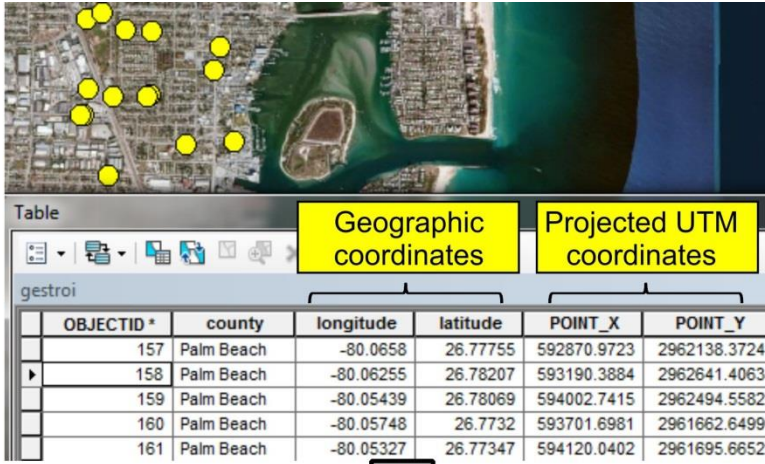 Table
Geographic
coordinates
Projected UTM
coordinates
gestroi
OBJECTID * county longitude latitude POINT_X POINT_Y
157 Palm Beach -80.0658 26.77755 592870.9723 2962138.3724
158 Palm Beach -80.06255 26.78207 593190.3884 2962641.4063
159 Palm Beach -80.05439 26.78069 594002.7415 2962494.5582
160 Palm Beach -80.05748 26.7732 593701.6981 2961662.6499
161 Palm Beach -80.05327 26.77347 594120.0402 2961695.6652